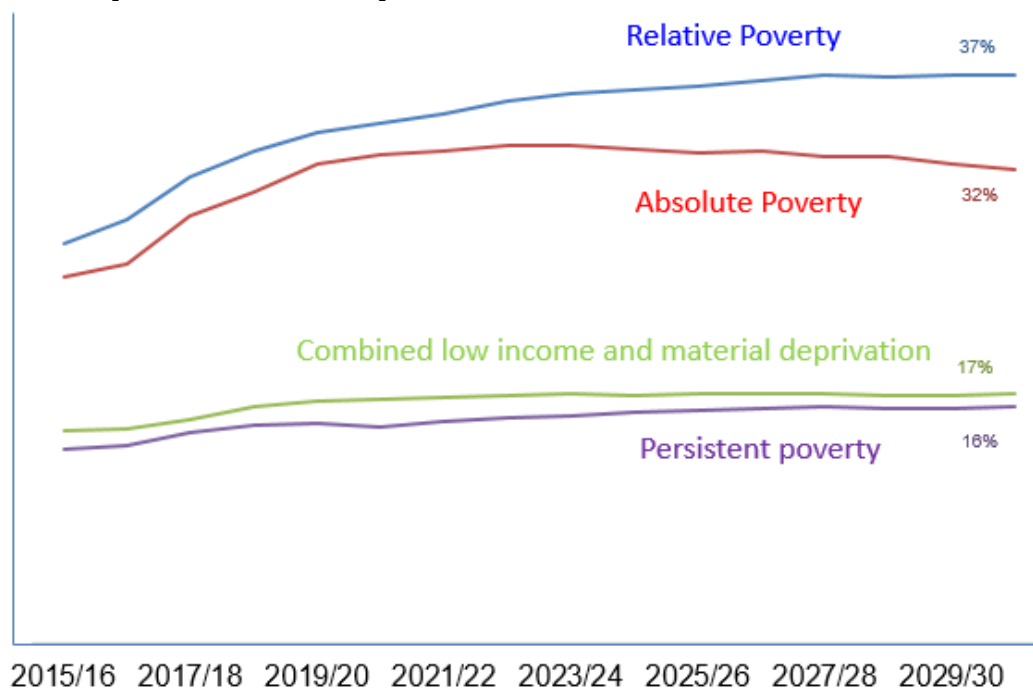 Relative Poverty
37%
Absolute Poverty
32%
Combined low income and material deprivation
17%
Persistent poverty
16%
2015/16 2017/18 2019/20 2021/22 2023/24 2025/26 2027/28 2029/30